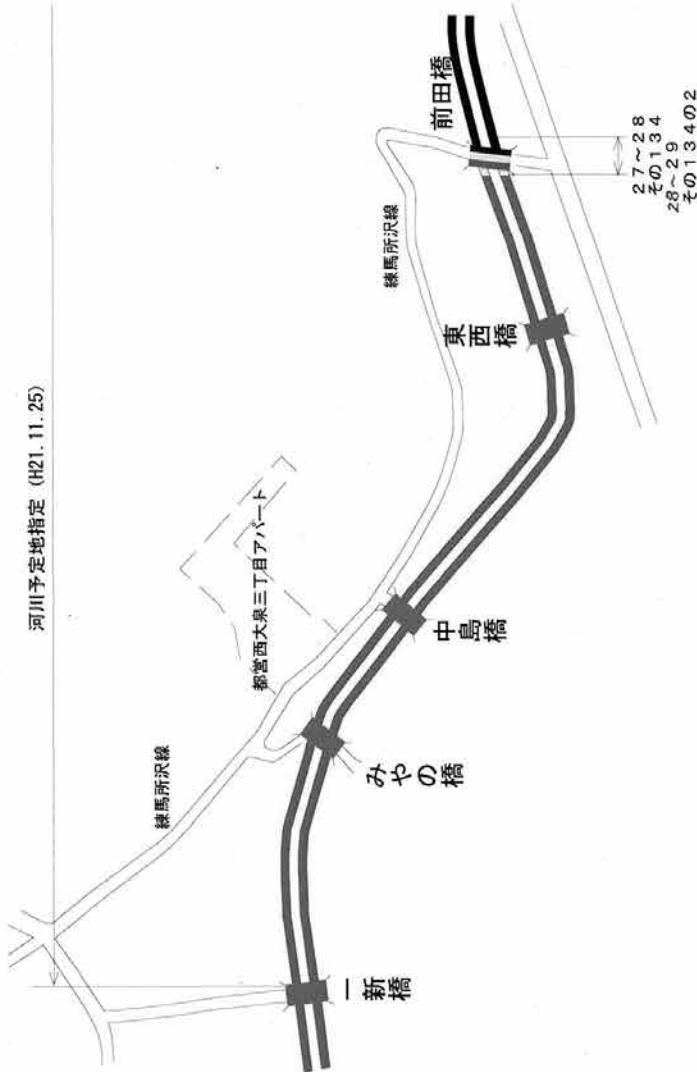 河川予定地指定 (H21.11.25)
前田橋
27～28
その134
28～29
その134の2
練馬所沢線
東西橋
都営西大泉三丁目アパート
中島橋
みやの橋
練馬所沢線
一新橋